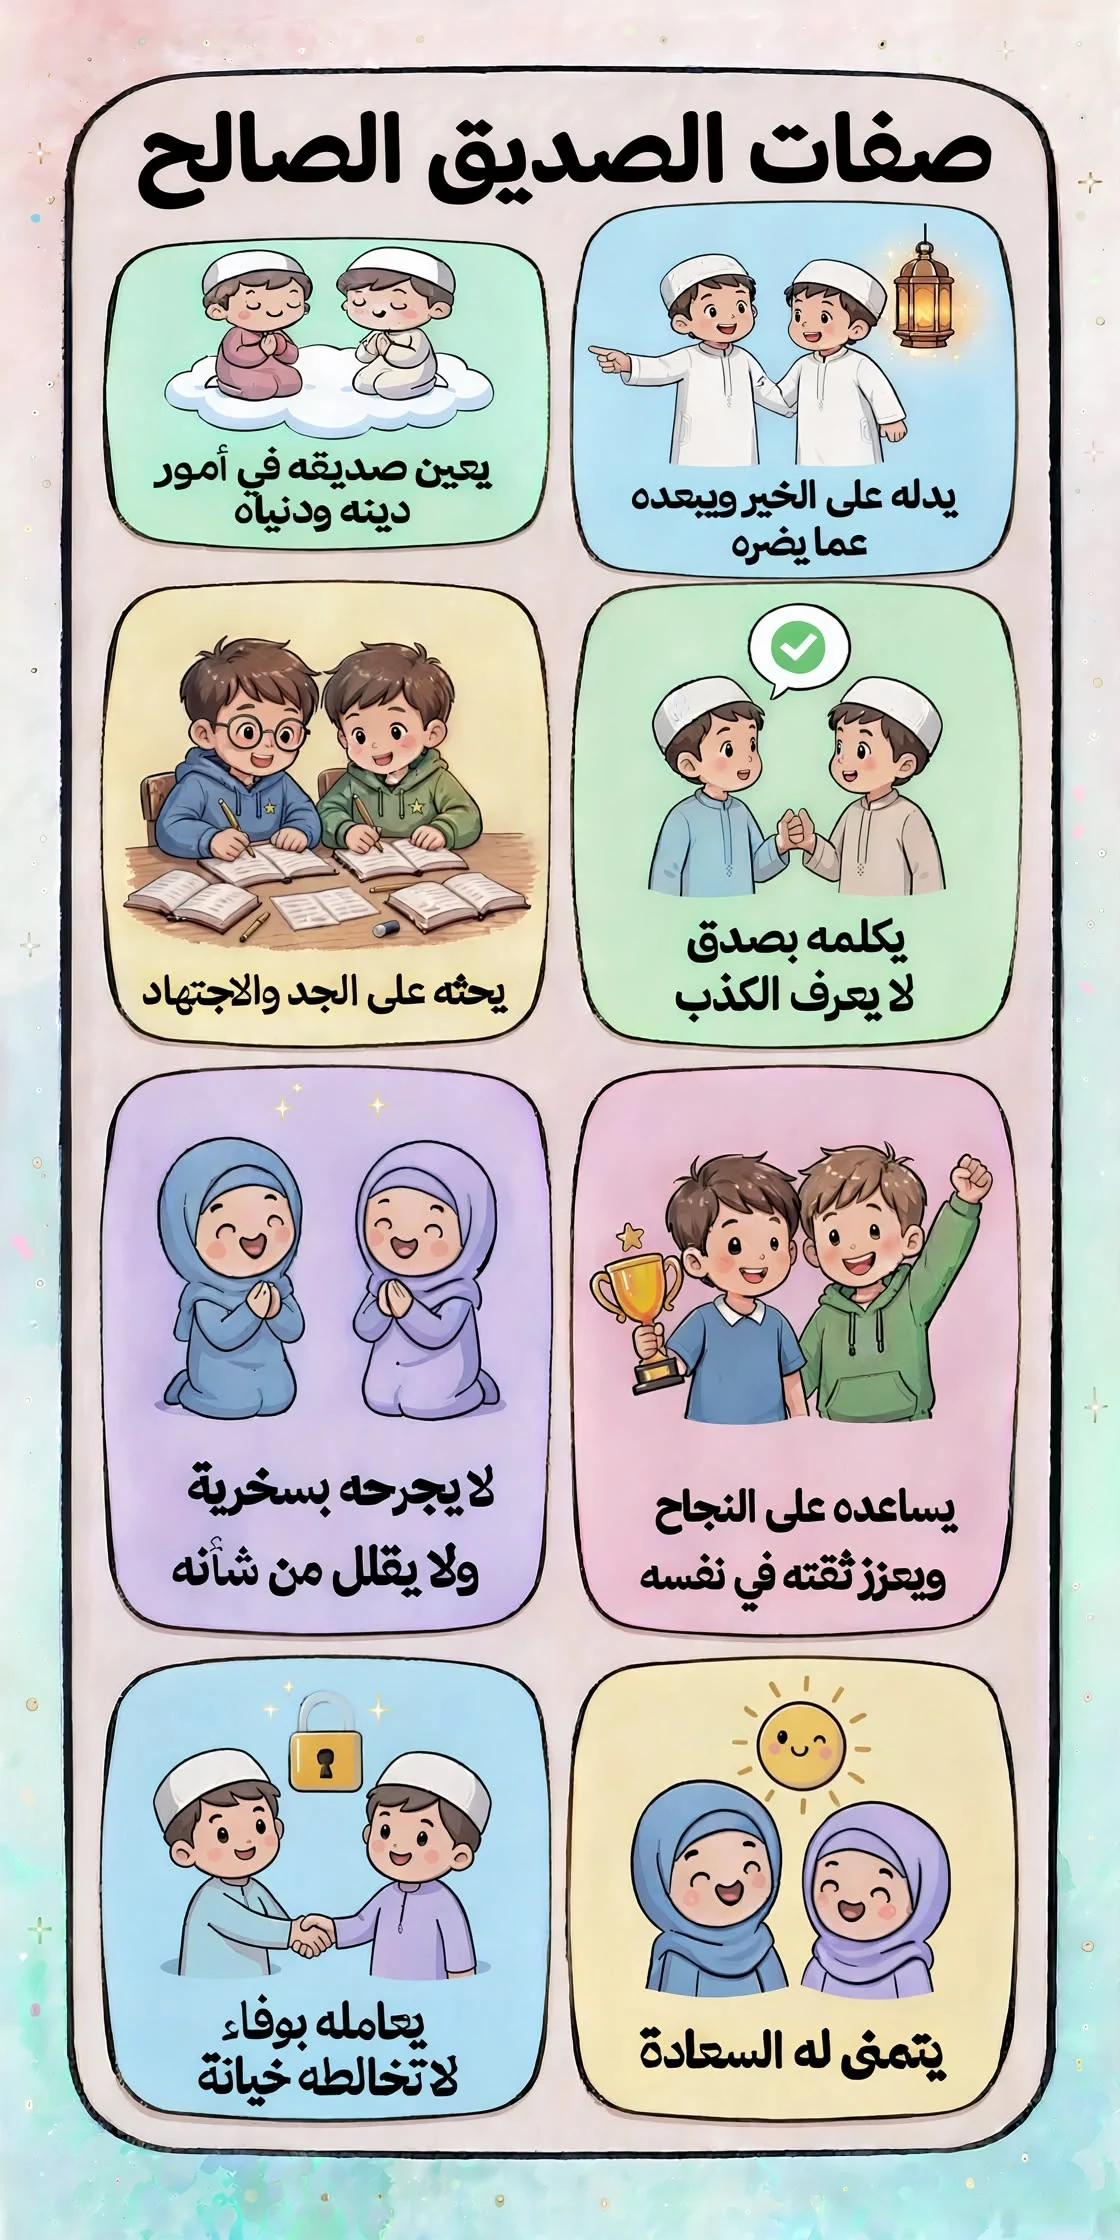 صفات الصديق الصالح
يدله على الخير ويبعده
عما يضره
يعين صديقه في أمور
دينه ودنياه
يكلمه بصدق
لا يعرف الكذب
يحثه على الجد والاجتهاد
يساعده على النجاح
ويعزز ثقته في نفسه
لا يجرحه بسخرية
ولا يقلل من شأنه
يتمنى له السعادة
يعامله بوفاء
لا تخالطه خيانة